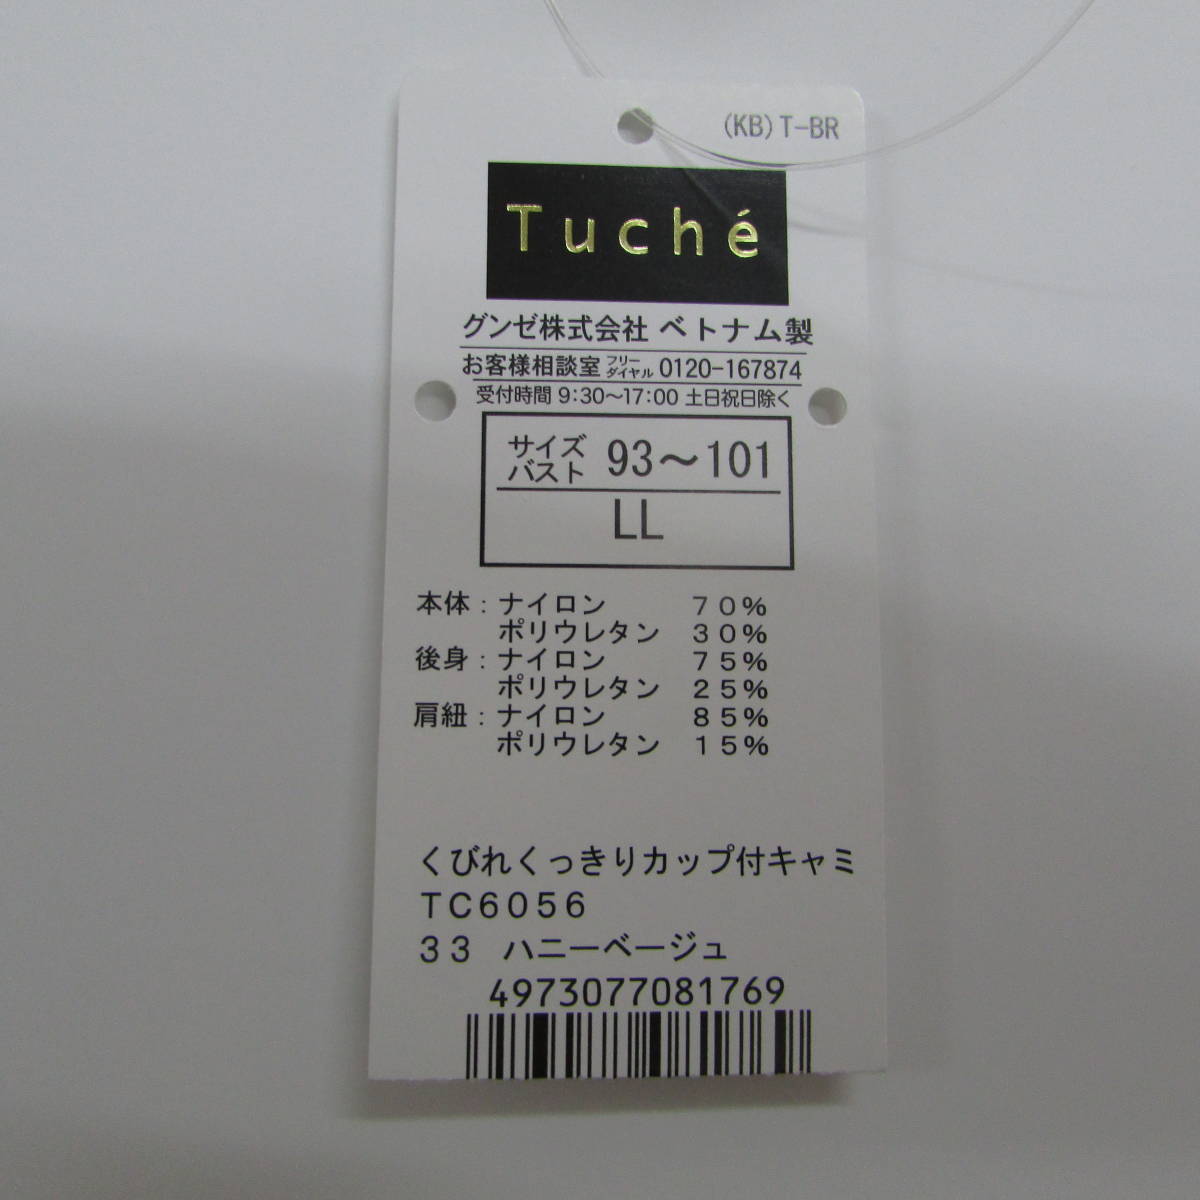 (KB)T-BR
Tuché
グンゼ株式会社 ベトナム製
お客様相談室 フリーダイヤル 0120-167874
受付時間 9:30〜17:00 土日祝日除く
サイズ
バスト 93〜101
LL
本体:ナイロン 70%
ポリウレタン 30%
後身:ナイロン 75%
ポリウレタン 25%
肩紐:ナイロン 85%
ポリウレタン 15%
くびれくっきりカップ付キャミ
TC6056
33 ハニーベージュ
4973077081769